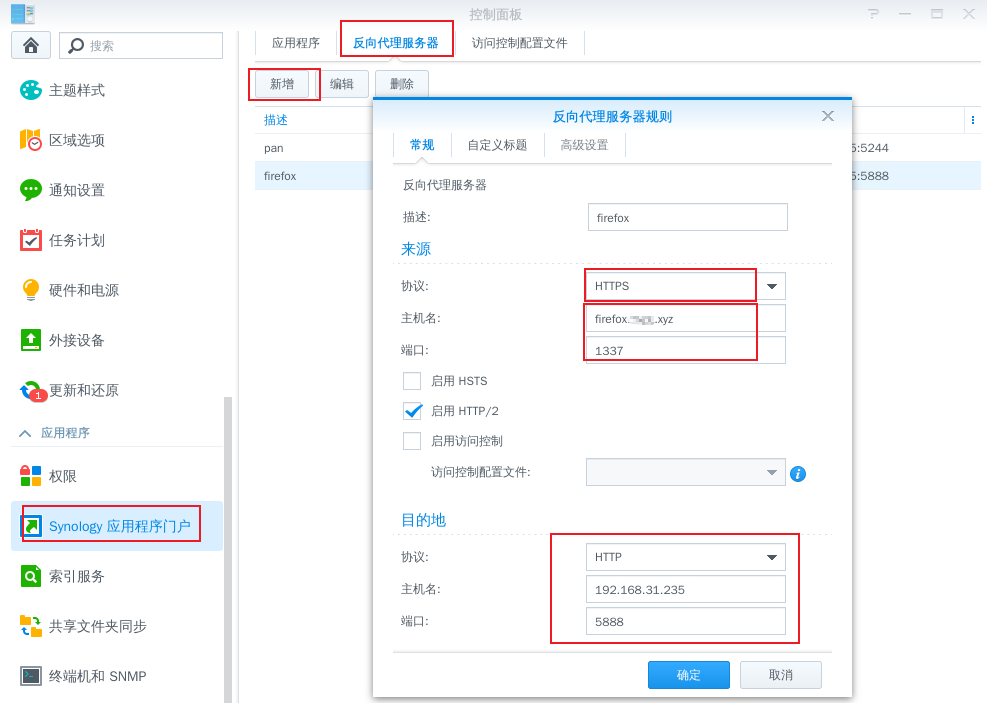 控制面板
搜索
主题样式
区域选项
通知设置
任务计划
硬件和电源
外接设备
更新和还原
1
应用程序
权限
Synology 应用程序门户
索引服务
共享文件夹同步
终端机和 SNMP
应用程序 反向代理服务器 访问控制配置文件
新增 编辑 删除
描述
pan
5:5244
firefox
5:5888
反向代理服务器规则
常规 自定义标题 高级设置
反向代理服务器
描述: firefox
来源
协议: HTTPS
主机名: firefox. .xyz
端口: 1337
启用 HSTS
启用 HTTP/2
启用访问控制
访问控制配置文件:
目的地
协议: HTTP
主机名: 192.168.31.235
端口: 5888
确定 取消